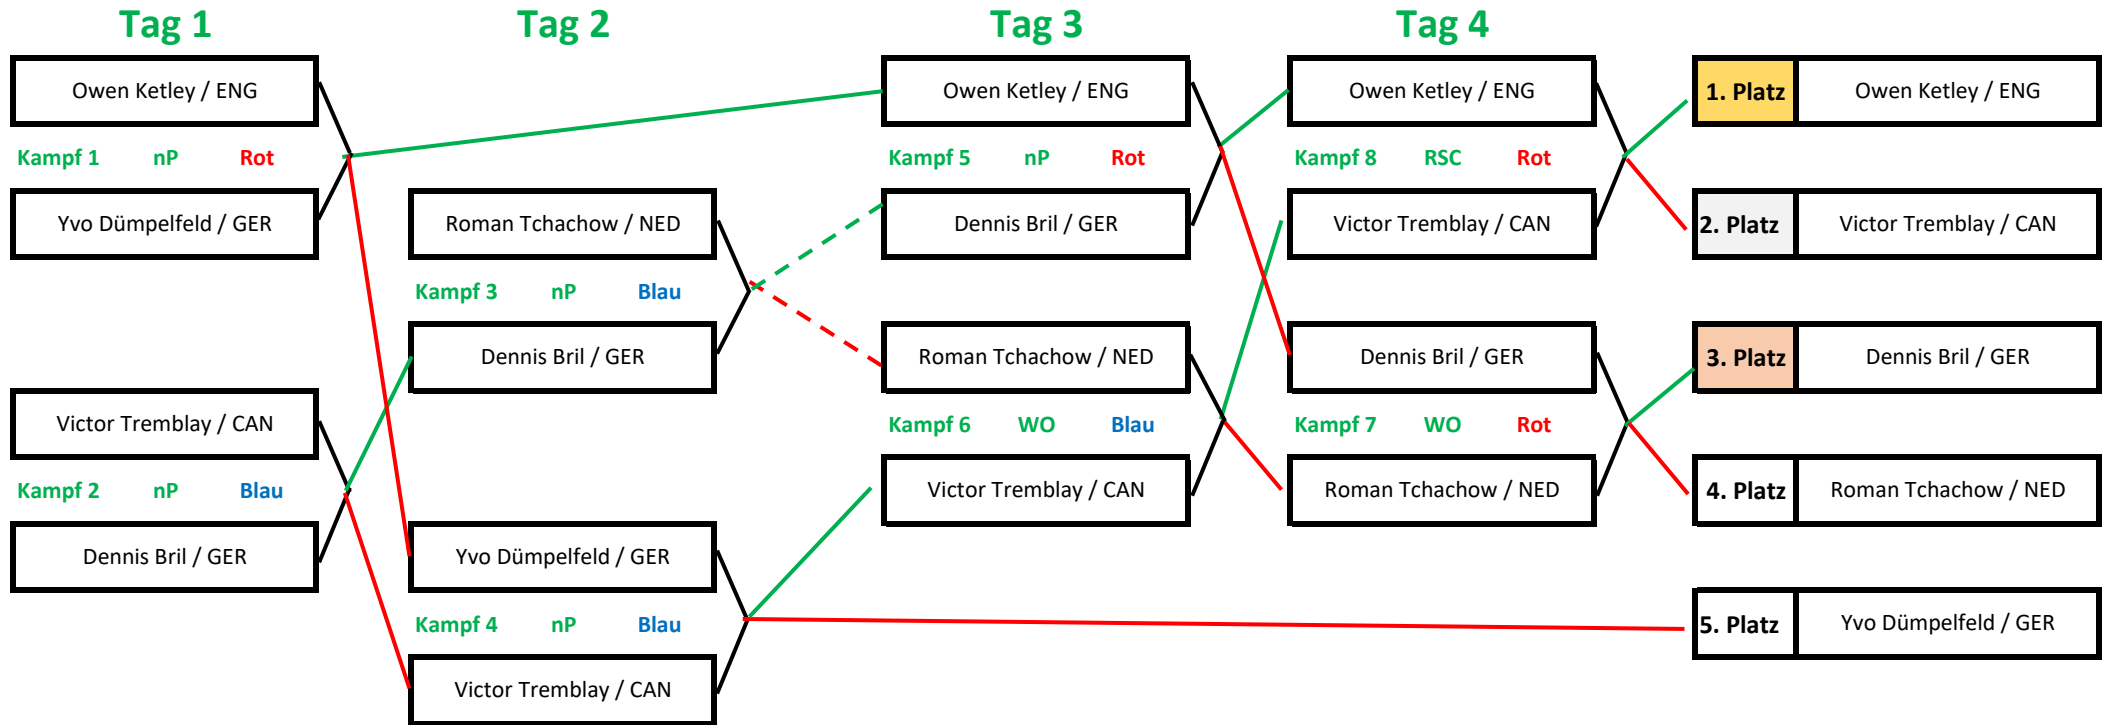 Tag 1
Tag 2
Tag 3
Tag 4
Owen Ketley / ENG
Kampf 1 nP Rot
Yvo Dümpelfeld / GER
Victor Tremblay / CAN
Kampf 2 nP Blau
Dennis Bril / GER
Roman Tchachow / NED
Kampf 3 nP Blau
Dennis Bril / GER
Yvo Dümpelfeld / GER
Kampf 4 nP Blau
Victor Tremblay / CAN
Owen Ketley / ENG
Kampf 5 nP Rot
Dennis Bril / GER
Roman Tchachow / NED
Kampf 6 WO Blau
Victor Tremblay / CAN
Owen Ketley / ENG
Kampf 8 RSC Rot
Victor Tremblay / CAN
Dennis Bril / GER
Kampf 7 WO Rot
Roman Tchachow / NED
1. Platz Owen Ketley / ENG
2. Platz Victor Tremblay / CAN
3. Platz Dennis Bril / GER
4. Platz Roman Tchachow / NED
5. Platz Yvo Dümpelfeld / GER